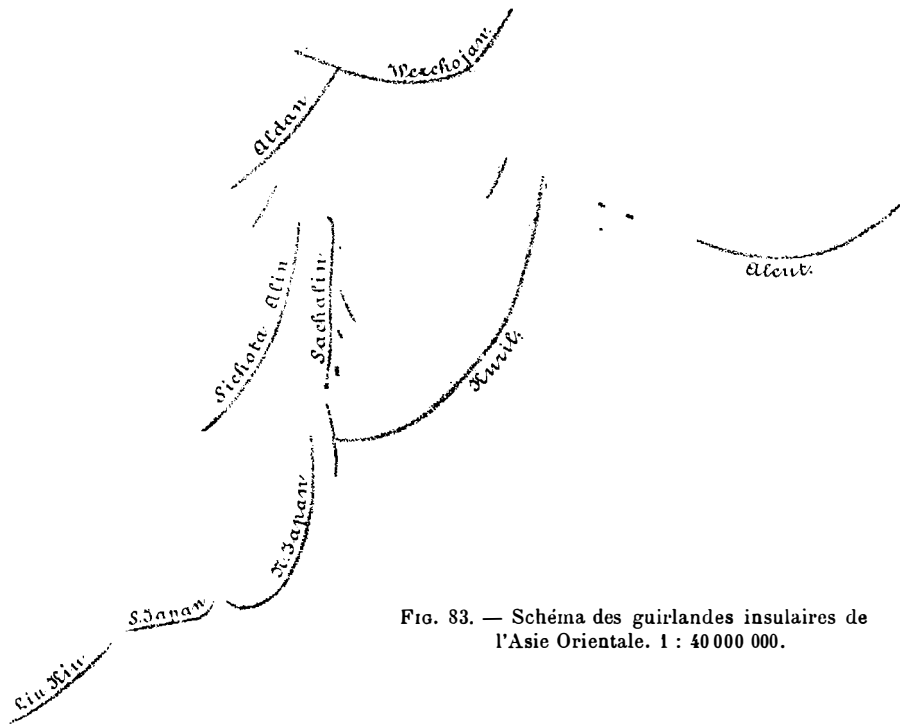 Werchojan.
Aldan
Alcut.
Sichota Alin
Sachalin
Kuril.
N. Japan
S. Japan
Liu Kiu
FIG. 83. — Schéma des guirlandes insulaires de
l'Asie Orientale. 1 : 40 000 000.